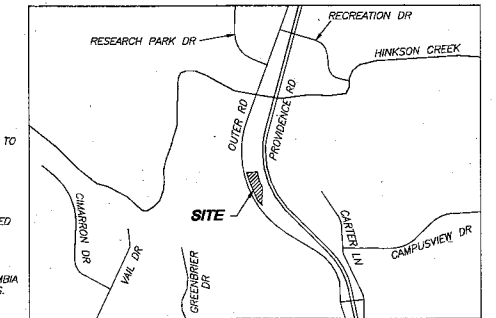 RECREATION DR
RESEARCH PARK DR
HINKSON CREEK
OUTER RD
PROVIDENCE RD
TO
SITE
CIMARRON DR
VAIL DR
GREENBRIER
DR
CARTER LN
CAMPUSVIEW DR
ED
MBIA
S.